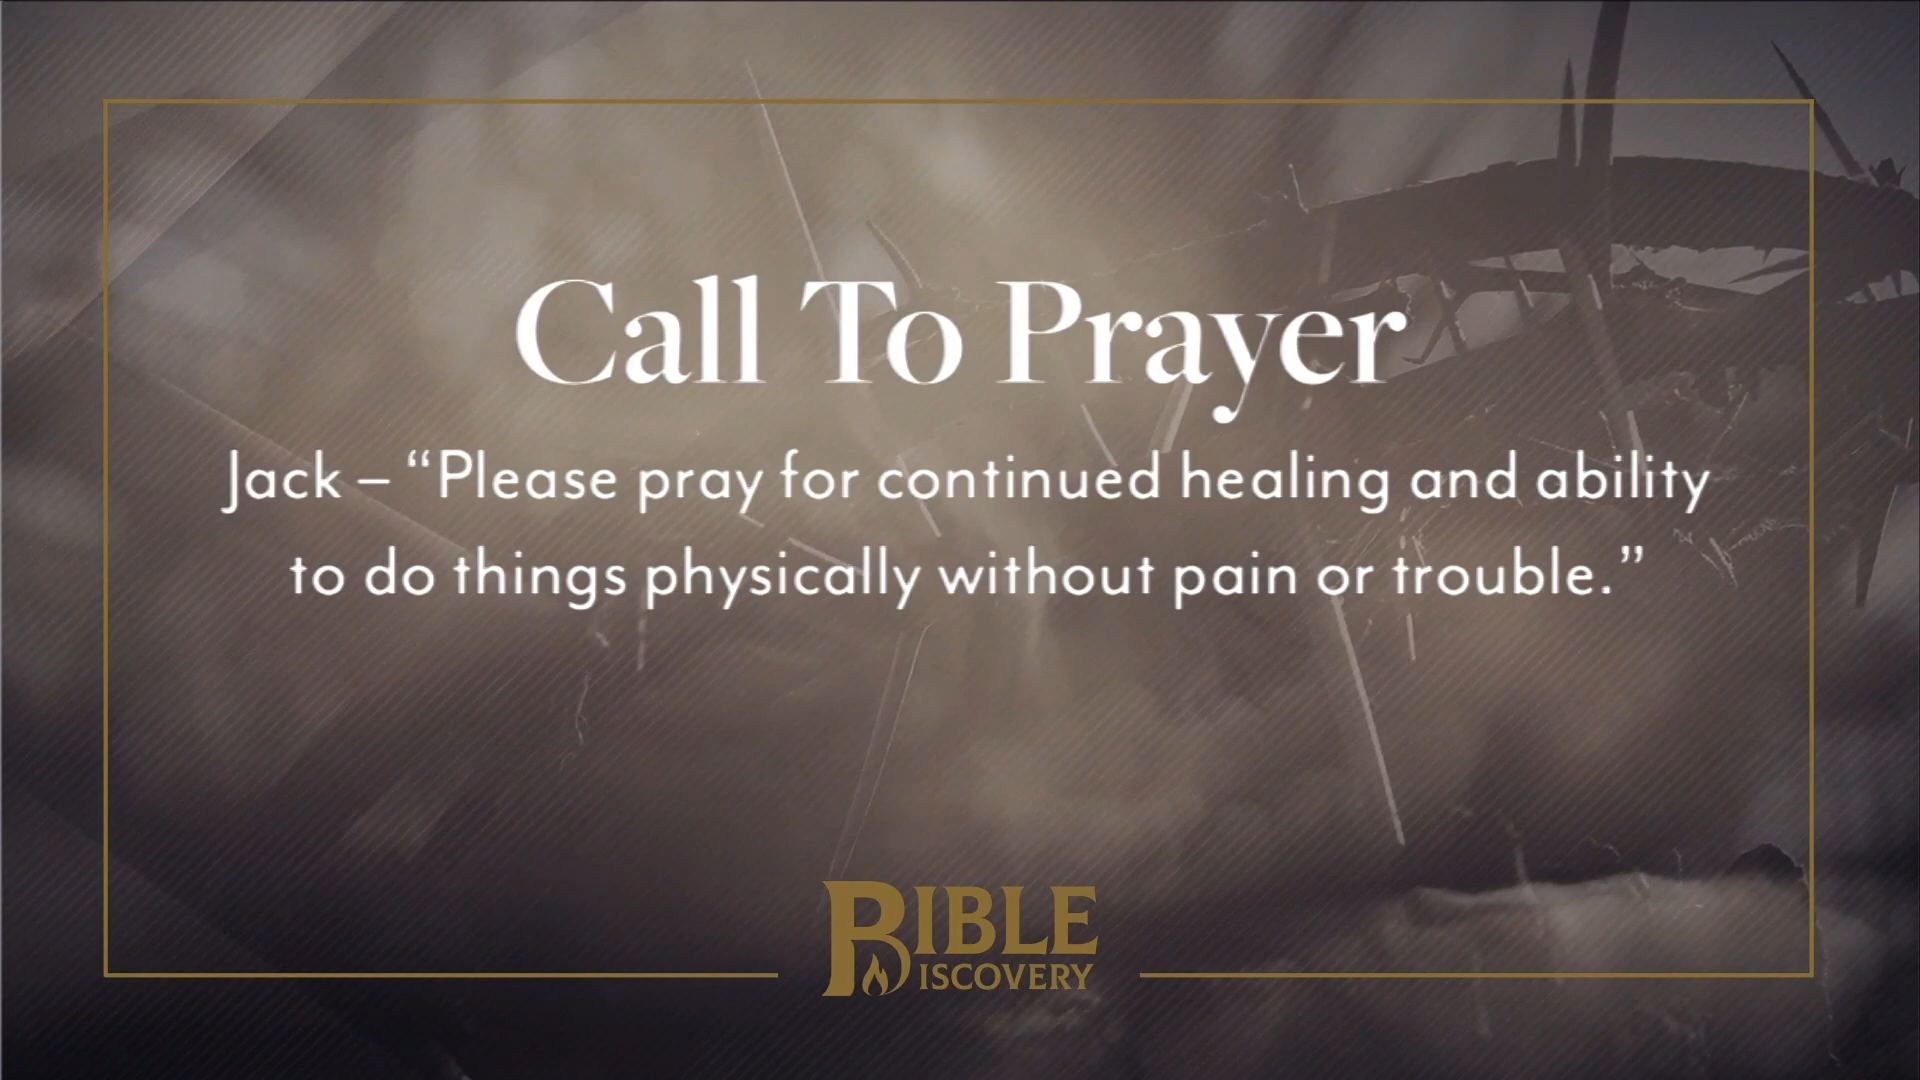 Call To Prayer
Jack – “Please pray for continued healing and ability
to do things physically without pain or trouble.”
BIBLE
DISCOVERY